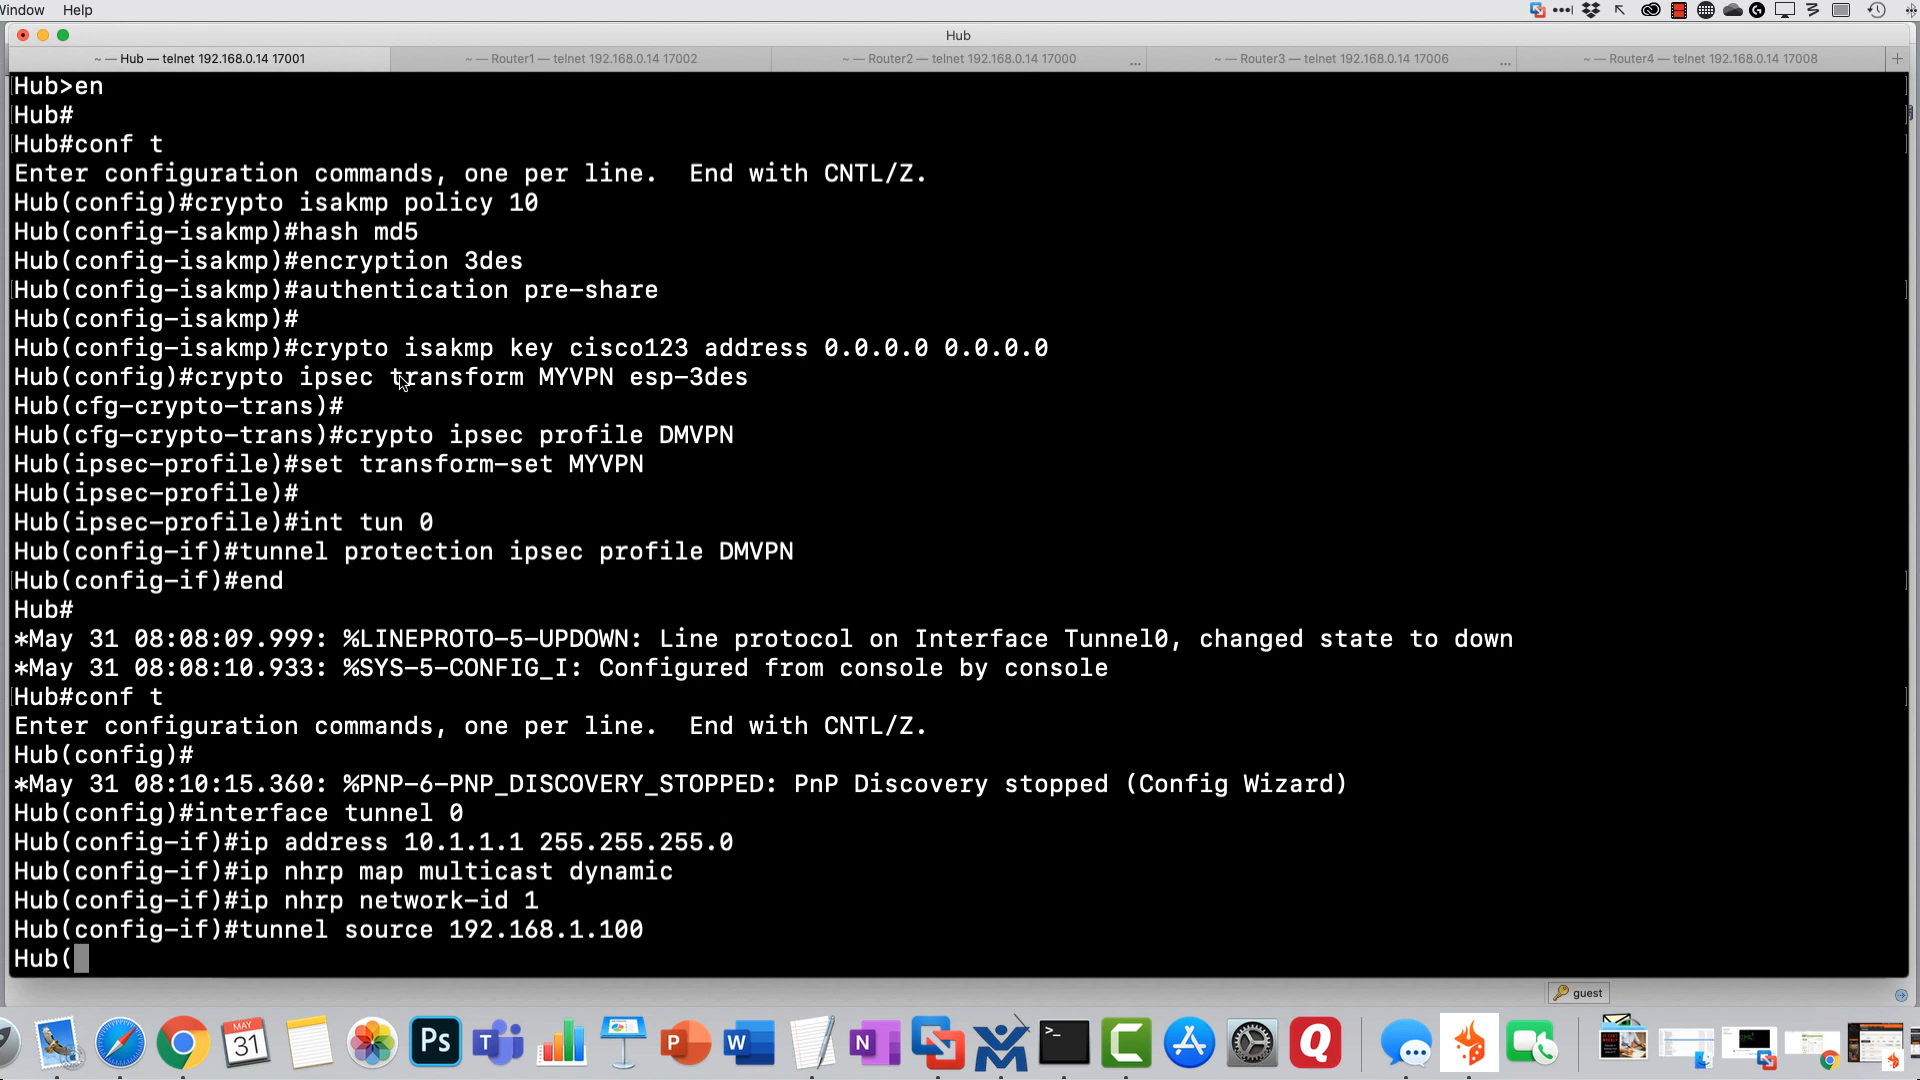 Window Help
Hub
~ — Hub — telnet 192.168.0.14 17001
~ — Router1 — telnet 192.168.0.14 17002
~ — Router2 — telnet 192.168.0.14 17000 ...
~ — Router3 — telnet 192.168.0.14 17006 ...
~ — Router4 — telnet 192.168.0.14 17008
Hub>en
Hub#
Hub#conf t
Enter configuration commands, one per line.  End with CNTL/Z.
Hub(config)#crypto isakmp policy 10
Hub(config-isakmp)#hash md5
Hub(config-isakmp)#encryption 3des
Hub(config-isakmp)#authentication pre-share
Hub(config-isakmp)#
Hub(config-isakmp)#crypto isakmp key cisco123 address 0.0.0.0 0.0.0.0
Hub(config)#crypto ipsec transform MYVPN esp-3des
Hub(cfg-crypto-trans)#
Hub(cfg-crypto-trans)#crypto ipsec profile DMVPN
Hub(ipsec-profile)#set transform-set MYVPN
Hub(ipsec-profile)#
Hub(ipsec-profile)#int tun 0
Hub(config-if)#tunnel protection ipsec profile DMVPN
Hub(config-if)#end
Hub#
*May 31 08:08:09.999: %LINEPROTO-5-UPDOWN: Line protocol on Interface Tunnel0, changed state to down
*May 31 08:08:10.933: %SYS-5-CONFIG_I: Configured from console by console
Hub#conf t
Enter configuration commands, one per line.  End with CNTL/Z.
Hub(config)#
*May 31 08:10:15.360: %PNP-6-PNP_DISCOVERY_STOPPED: PnP Discovery stopped (Config Wizard)
Hub(config)#interface tunnel 0
Hub(config-if)#ip address 10.1.1.1 255.255.255.0
Hub(config-if)#ip nhrp map multicast dynamic
Hub(config-if)#ip nhrp network-id 1
Hub(config-if)#tunnel source 192.168.1.100
Hub(
guest
MAY
31
Ps
T
P
W
N
>_
C
Q